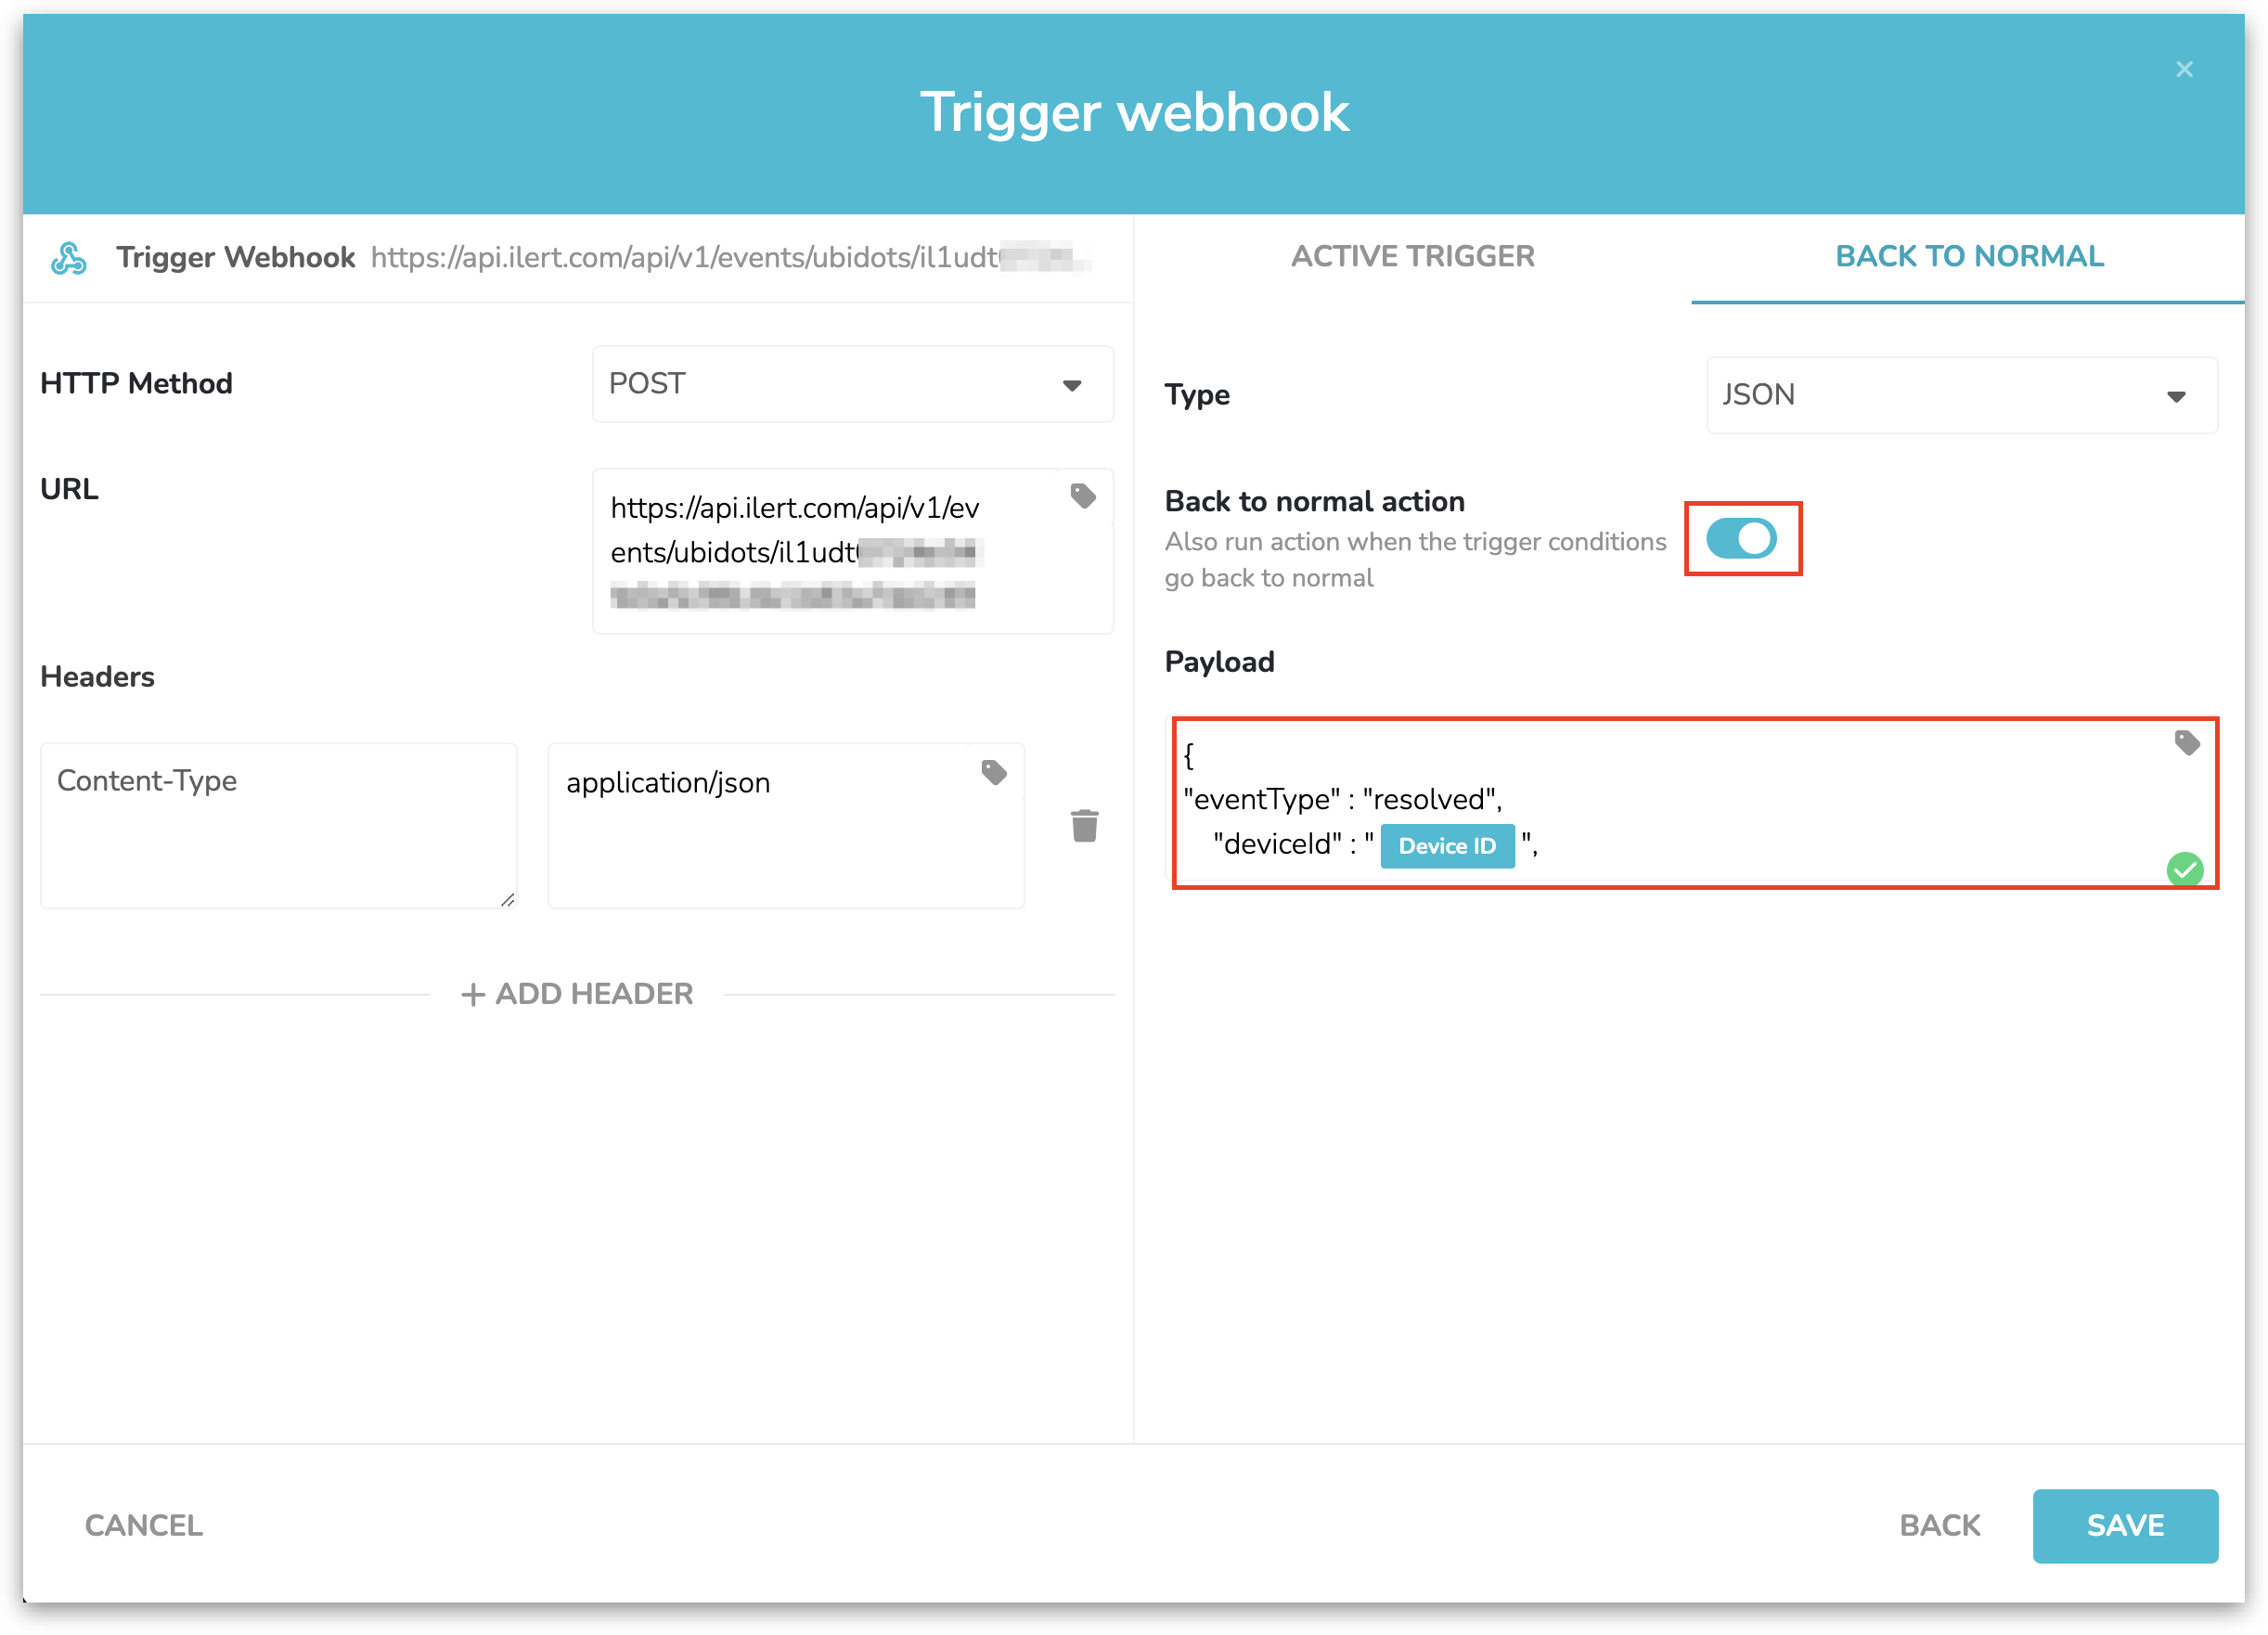 Trigger webhook
Trigger Webhook https://api.ilert.com/api/v1/events/ubidots/il1udt
ACTIVE TRIGGER
BACK TO NORMAL
HTTP Method
POST
URL
https://api.ilert.com/api/v1/ev
ents/ubidots/il1udt
Headers
Content-Type
application/json
+ ADD HEADER
Type
JSON
Back to normal action
Also run action when the trigger conditions
go back to normal
Payload
{
"eventType" : "resolved",
"deviceId" : " Device ID ",
CANCEL
BACK
SAVE